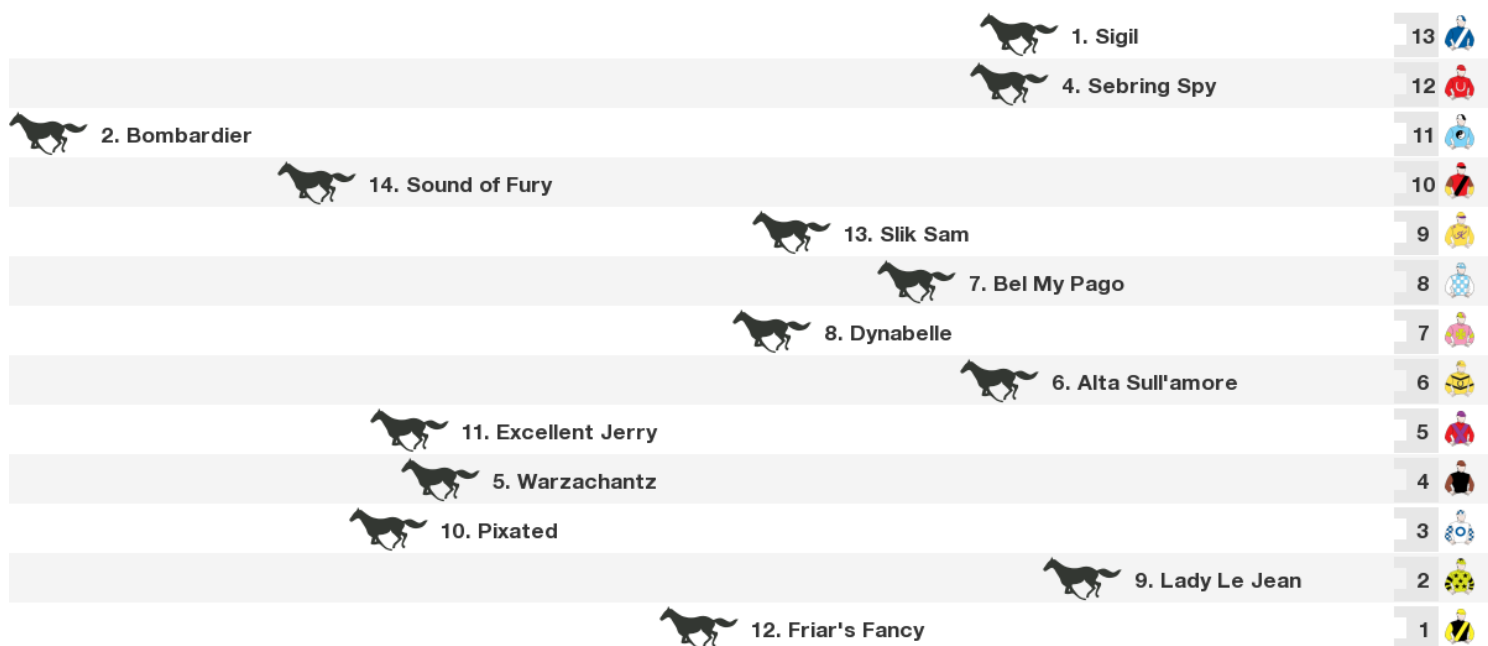 1. Sigil 13
4. Sebring Spy 12
2. Bombardier 11
14. Sound of Fury 10
13. Slik Sam 9
7. Bel My Pago 8
8. Dynabelle 7
6. Alta Sull'amore 6
11. Excellent Jerry 5
5. Warzachantz 4
10. Pixated 3
9. Lady Le Jean 2
12. Friar's Fancy 1